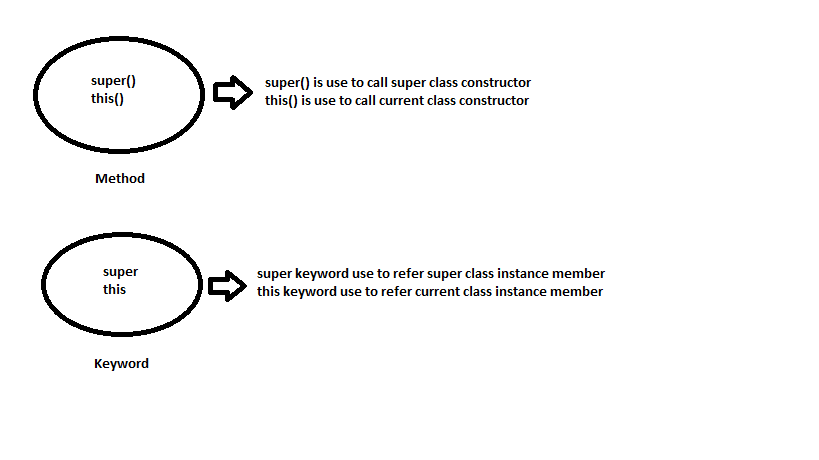 super()
this()
super() is use to call super class constructor
this() is use to call current class constructor
Method
super
this
super keyword use to refer super class instance member
this keyword use to refer current class instance member
Keyword